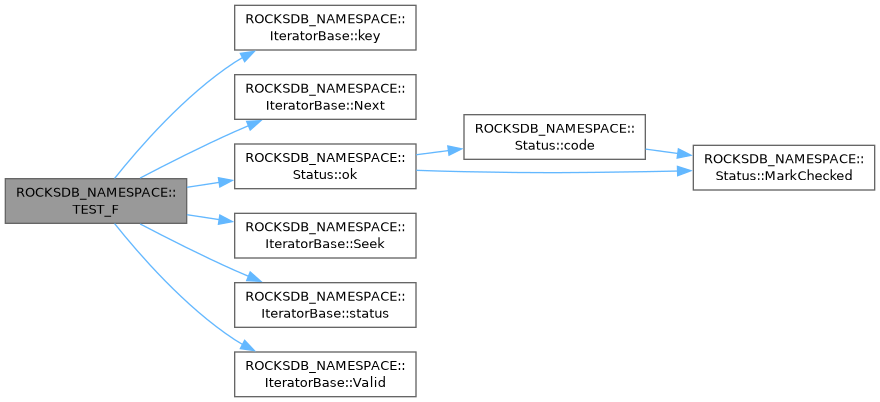 ROCKSDB_NAMESPACE::
TEST_F
ROCKSDB_NAMESPACE::
IteratorBase::key
ROCKSDB_NAMESPACE::
IteratorBase::Next
ROCKSDB_NAMESPACE::
Status::ok
ROCKSDB_NAMESPACE::
Status::code
ROCKSDB_NAMESPACE::
Status::MarkChecked
ROCKSDB_NAMESPACE::
IteratorBase::Seek
ROCKSDB_NAMESPACE::
IteratorBase::status
ROCKSDB_NAMESPACE::
IteratorBase::Valid